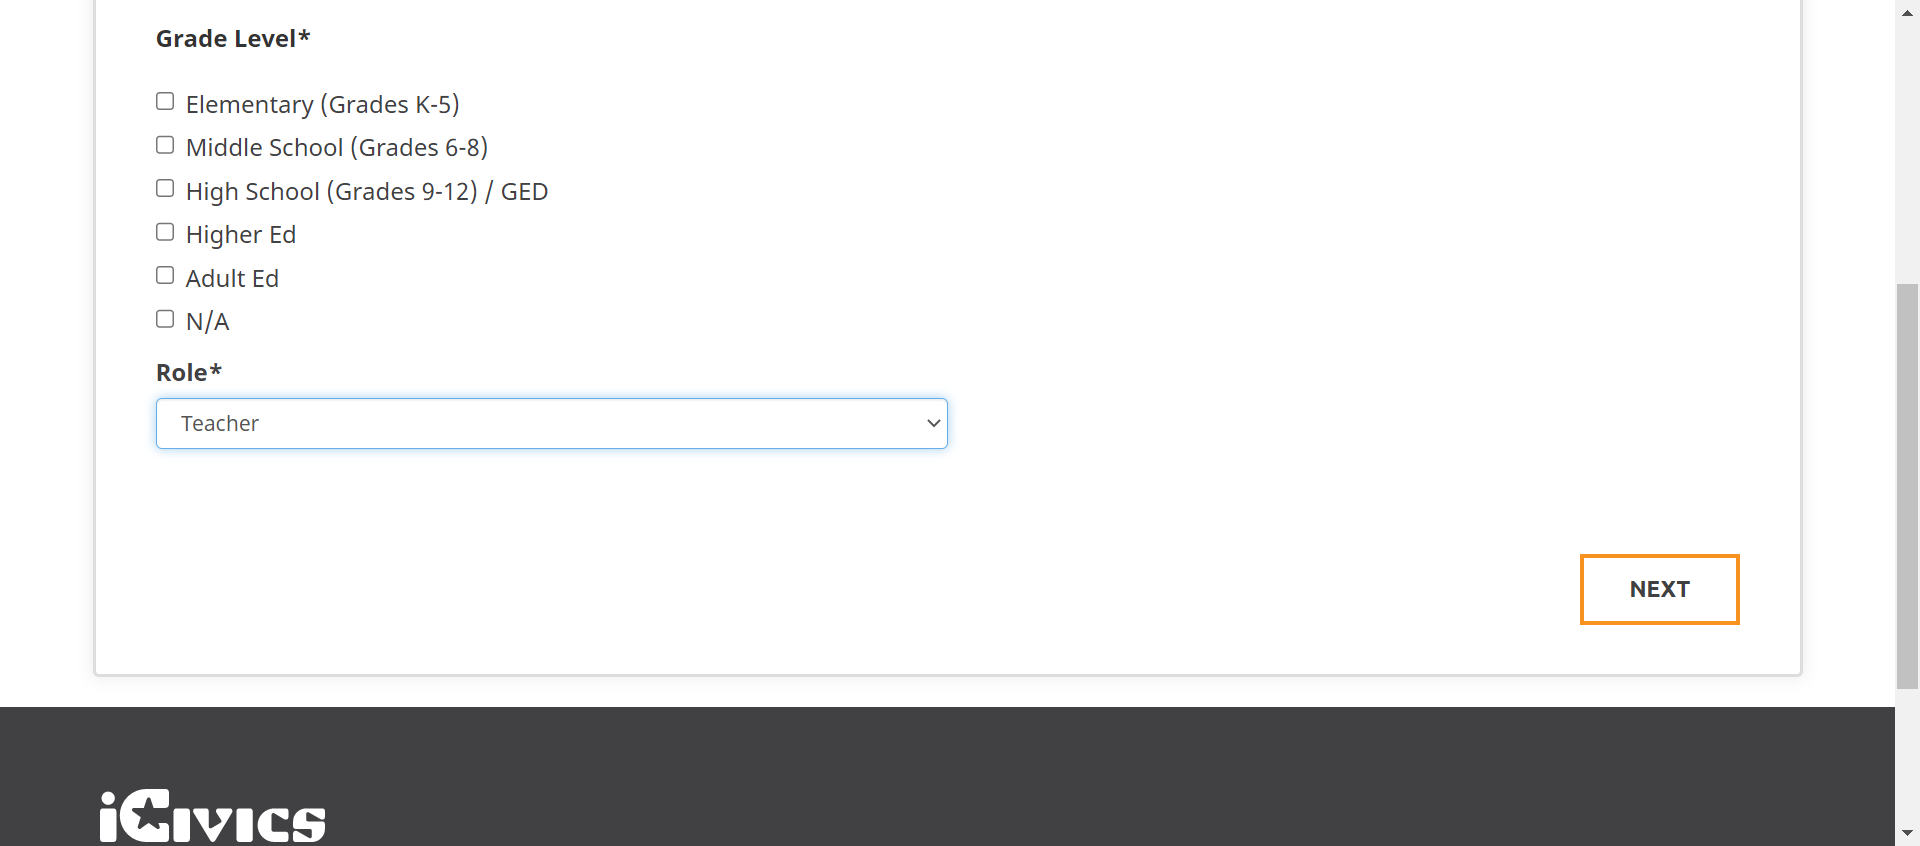 Grade Level*
Elementary (Grades K-5)
Middle School (Grades 6-8)
High School (Grades 9-12) / GED
Higher Ed
Adult Ed
N/A
Role*
Teacher
NEXT
iCivics